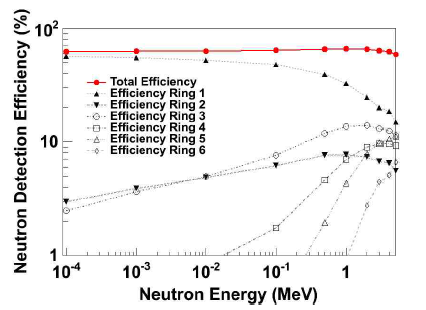 Neutron Detection Efficiency (%)
10²
10
1
Total Efficiency
Efficiency Ring 1
Efficiency Ring 2
Efficiency Ring 3
Efficiency Ring 4
Efficiency Ring 5
Efficiency Ring 6
10⁻⁴ 10⁻³ 10⁻² 10⁻¹ 1
Neutron Energy (MeV)